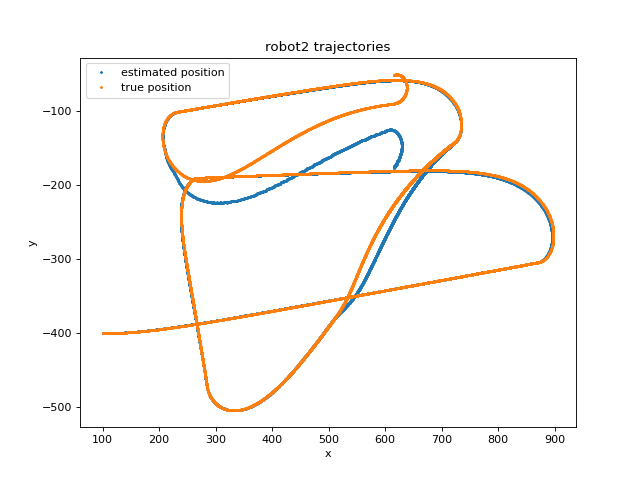 robot2 trajectories
estimated position
true position
−100
−200
−300
−400
−500
y
100 200 300 400 500 600 700 800 900
x